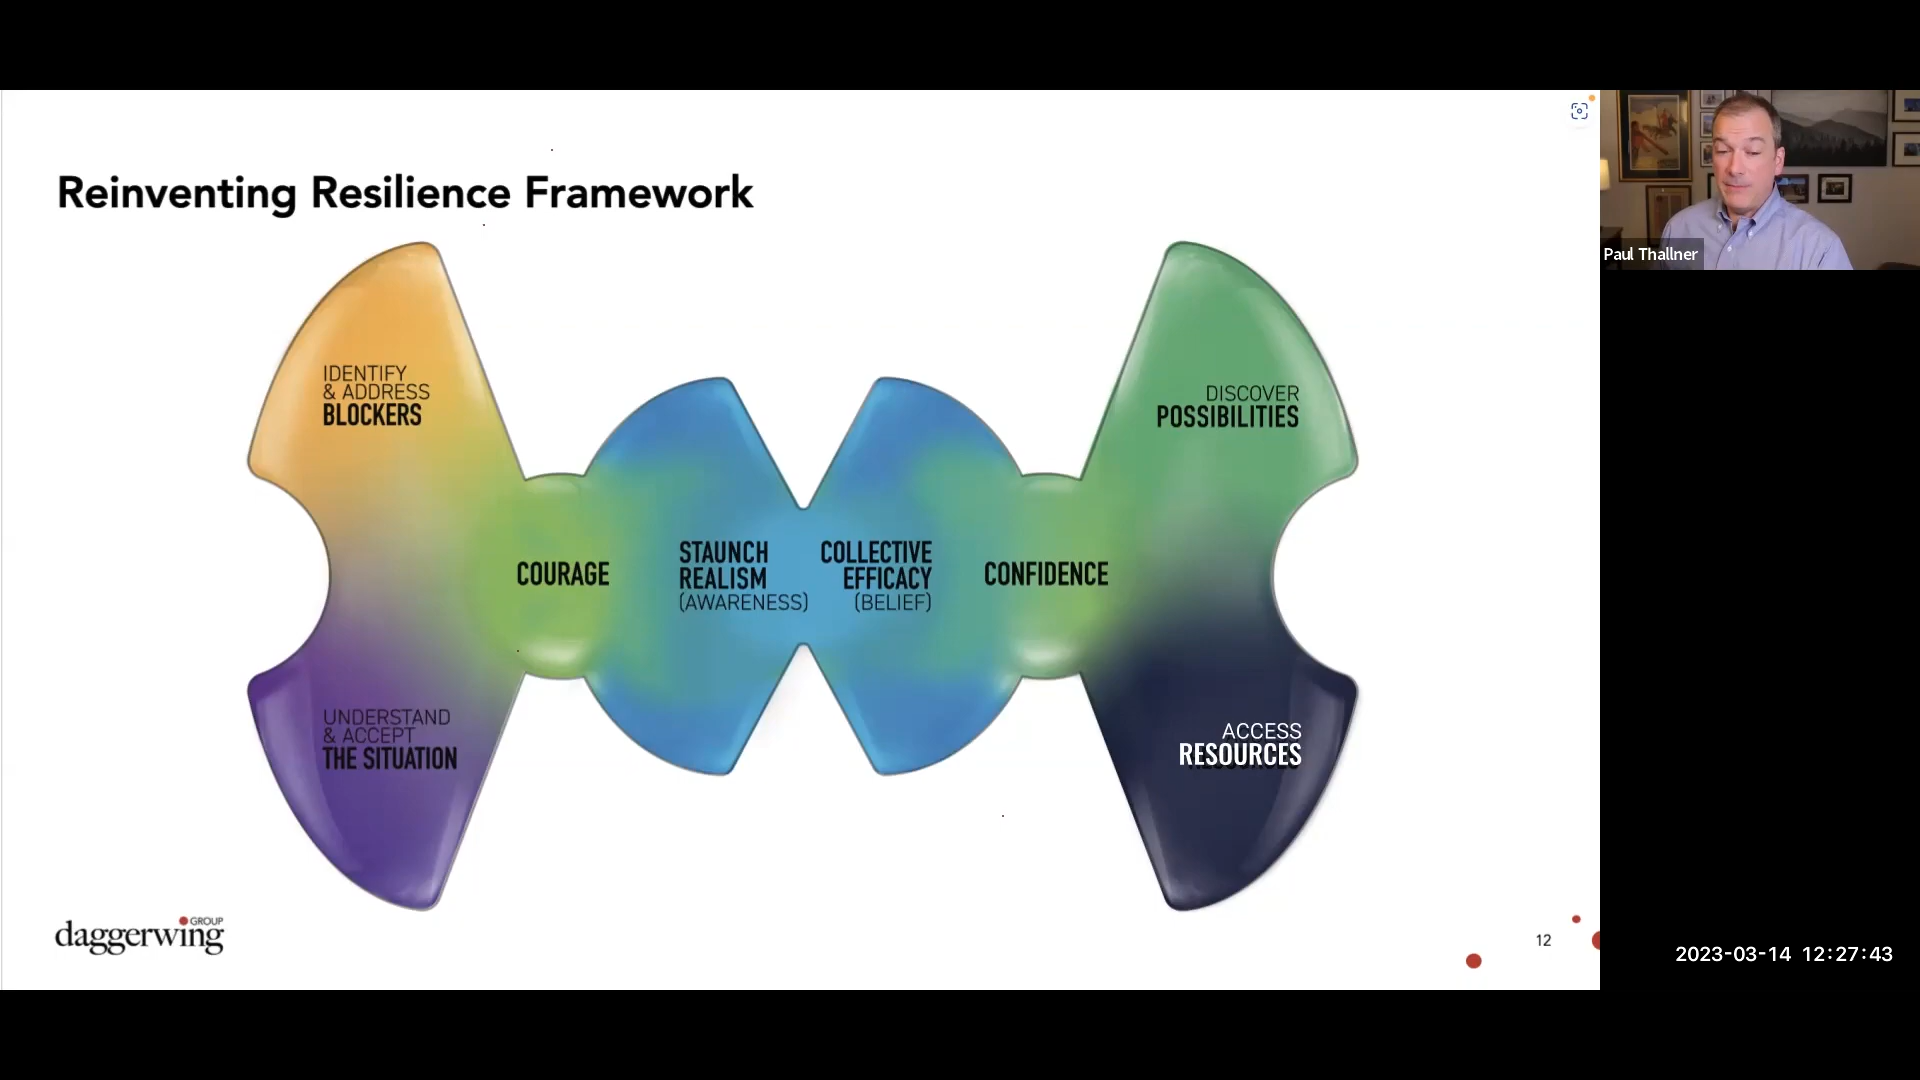 Reinventing Resilience Framework
IDENTIFY
& ADDRESS
BLOCKERS
UNDERSTAND
& ACCEPT
THE SITUATION
COURAGE
STAUNCH
REALISM
(AWARENESS)
COLLECTIVE
EFFICACY
(BELIEF)
CONFIDENCE
DISCOVER
POSSIBILITIES
ACCESS
RESOURCES
daggerwing GROUP
12
Paul Thallner
2023-03-14 12:27:43